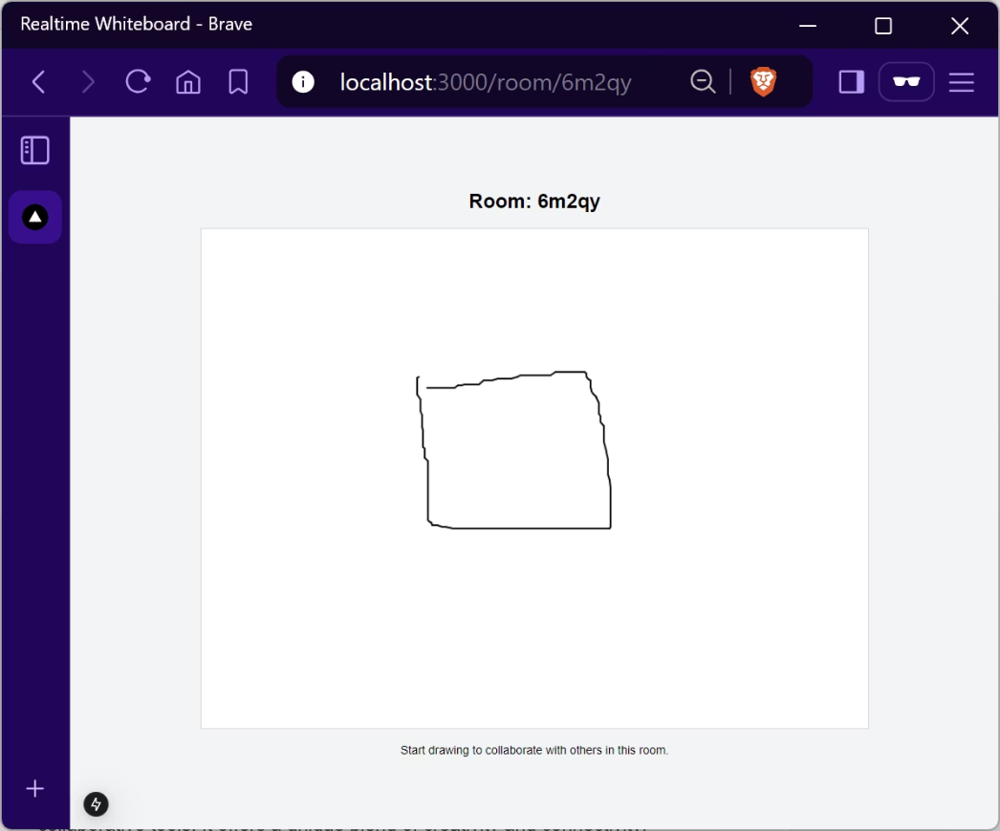 Realtime Whiteboard - Brave
localhost:3000/room/6m2qy
Room: 6m2qy
Start drawing to collaborate with others in this room.